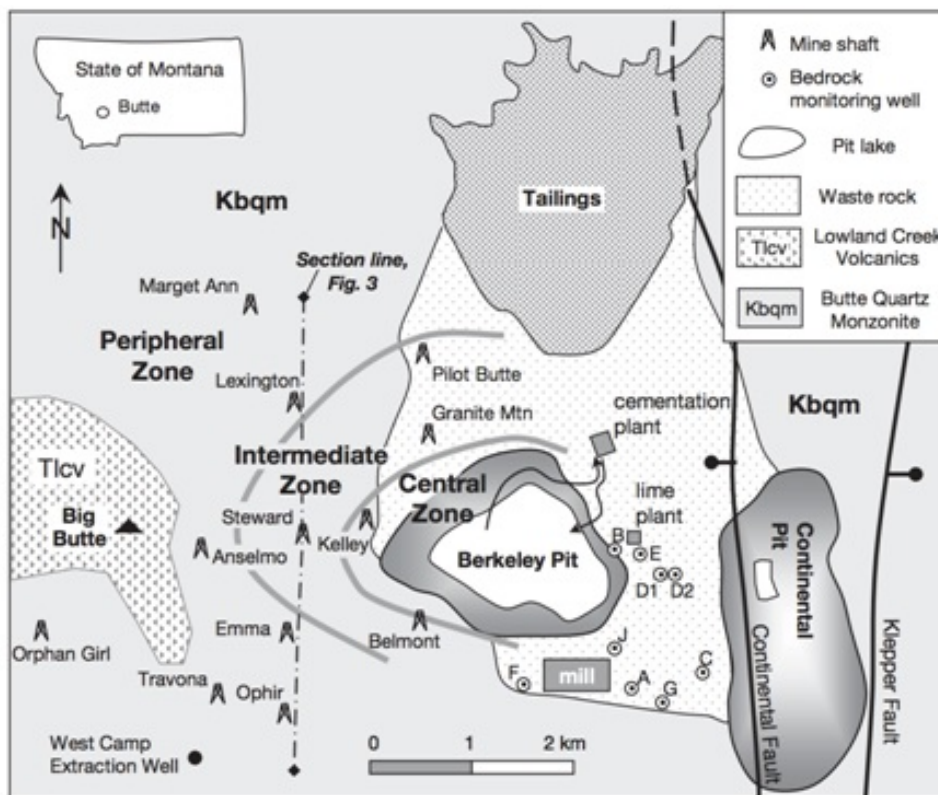 State of Montana
Butte
N
Kbqm
Section line,
Fig. 3
Tailings
Mine shaft
Bedrock
monitoring well
Pit lake
Waste rock
Tlcv
Lowland Creek
Volcanics
Kbqm
Butte Quartz
Monzonite
Marget Ann
Peripheral
Zone
Lexington
Pilot Butte
Granite Mtn
cementation
plant
Kbqm
Tlcv
Big
Butte
Intermediate
Zone
Central
Zone
Steward
Kelley
Anselmo
Berkeley Pit
lime
plant
B
E
D1
D2
Continental
Pit
Continental Fault
Klepper Fault
Orphan Girl
Emma
Belmont
Travona
Ophir
J
F
mill
A
G
C
West Camp
Extraction Well
0
1
2 km